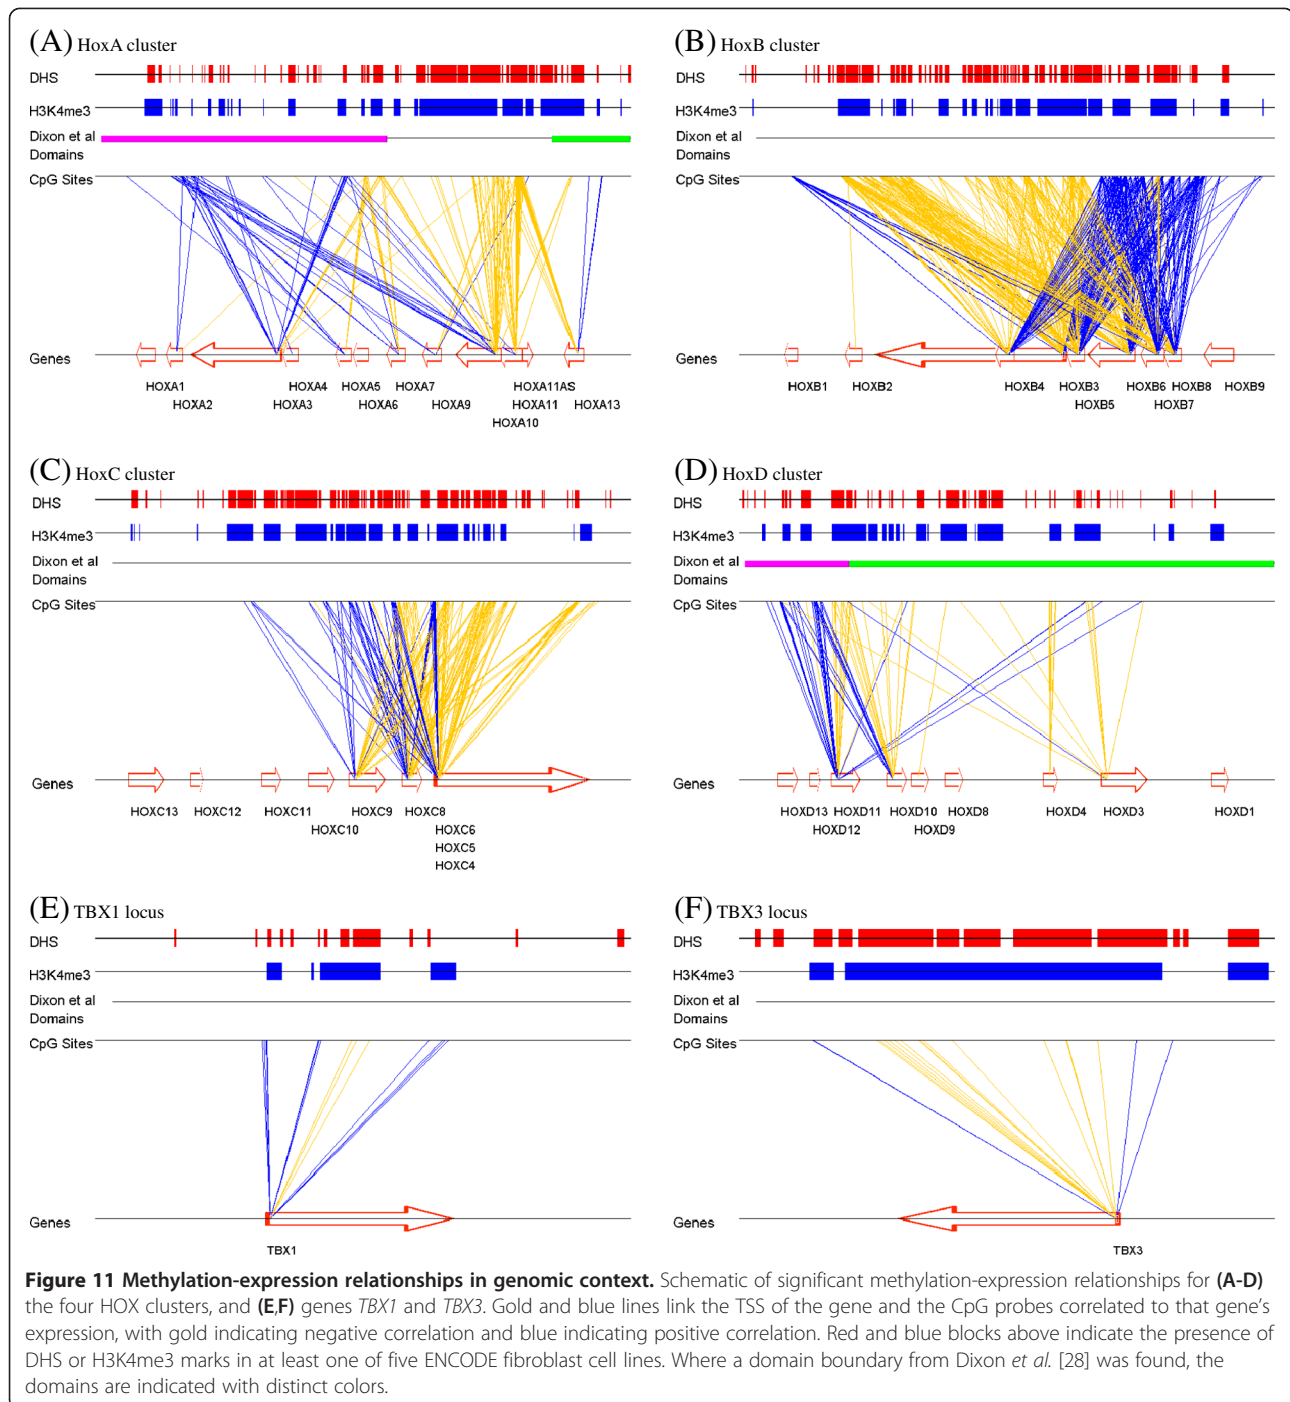 (A) HoxA cluster
DHS
H3K4me3
Dixon et al
Domains
CpG Sites
Genes
HOXA1
HOXA2
HOXA3
HOXA4
HOXA5
HOXA6
HOXA7
HOXA9
HOXA11AS
HOXA11
HOXA10
HOXA13
(B) HoxB cluster
DHS
H3K4me3
Dixon et al
Domains
CpG Sites
Genes
HOXB1
HOXB2
HOXB4
HOXB3
HOXB5
HOXB6
HOXB7
HOXB8
HOXB9
(C) HoxC cluster
DHS
H3K4me3
Dixon et al
Domains
CpG Sites
Genes
HOXC13
HOXC12
HOXC11
HOXC10
HOXC9
HOXC8
HOXC6
HOXC5
HOXC4
(D) HoxD cluster
DHS
H3K4me3
Dixon et al
Domains
CpG Sites
Genes
HOXD13
HOXD12
HOXD11
HOXD10
HOXD9
HOXD8
HOXD4
HOXD3
HOXD1
(E) TBX1 locus
DHS
H3K4me3
Dixon et al
Domains
CpG Sites
Genes
TBX1
(F) TBX3 locus
DHS
H3K4me3
Dixon et al
Domains
CpG Sites
Genes
TBX3
Figure 11 Methylation-expression relationships in genomic context. Schematic of significant methylation-expression relationships for (A-D)
the four HOX clusters, and (E,F) genes TBX1 and TBX3. Gold and blue lines link the TSS of the gene and the CpG probes correlated to that gene's
expression, with gold indicating negative correlation and blue indicating positive correlation. Red and blue blocks above indicate the presence of
DHS or H3K4me3 marks in at least one of five ENCODE fibroblast cell lines. Where a domain boundary from Dixon et al. [28] was found, the
domains are indicated with distinct colors.